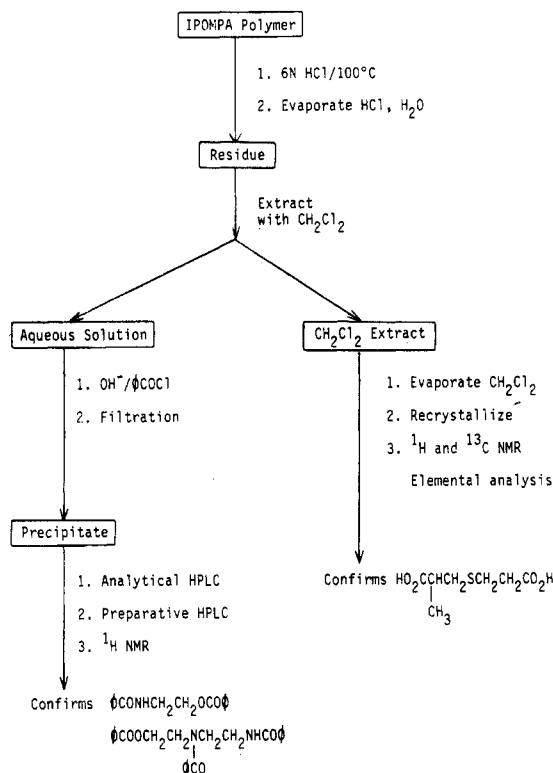 IPOMPA Polymer
1. 6N HCl/100°C
2. Evaporate HCl, H₂O
Residue
Extract
with CH₂Cl₂
Aqueous Solution
1. OH⁻/ϕCOCl
2. Filtration
Precipitate
1. Analytical HPLC
2. Preparative HPLC
3. ¹H NMR
Confirms ϕCONHCH₂CH₂OCOϕ
ϕCOOCH₂CH₂NCH₂CH₂NHCOϕ
ϕCO
CH₂Cl₂ Extract
1. Evaporate CH₂Cl₂
2. Recrystallize
3. ¹H and ¹³C NMR
Elemental analysis
Confirms HO₂CCHCH₂SCH₂CH₂CO₂H
CH₃